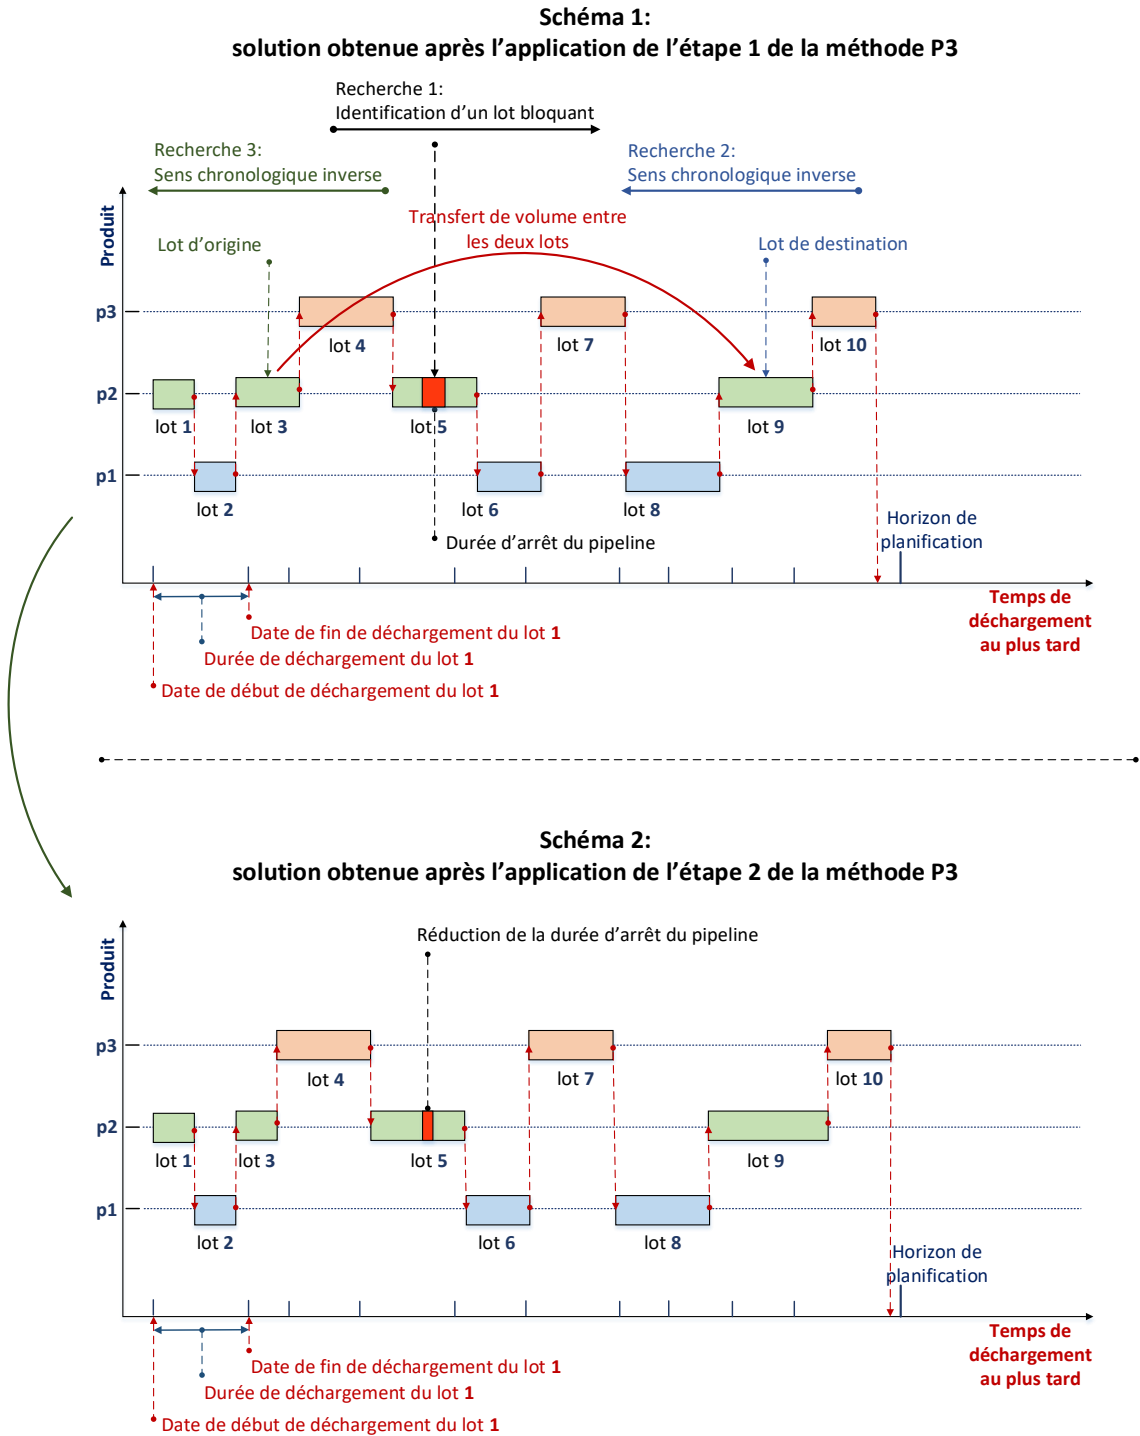 Schéma 1:
solution obtenue après l’application de l’étape 1 de la méthode P3
Recherche 1:
Identification d’un lot bloquant
Recherche 3:
Sens chronologique inverse
Recherche 2:
Sens chronologique inverse
Transfert de volume entre
les deux lots
Lot d’origine
Lot de destination
Produit
p3
lot 4
lot 7
lot 10
p2
lot 1
lot 3
lot 5
lot 9
p1
lot 2
lot 6
lot 8
Durée d’arrêt du pipeline
Horizon de
planification
Temps de
déchargement
au plus tard
Date de fin de déchargement du lot 1
Durée de déchargement du lot 1
Date de début de déchargement du lot 1
Schéma 2:
solution obtenue après l’application de l’étape 2 de la méthode P3
Réduction de la durée d’arrêt du pipeline
Produit
p3
lot 4
lot 7
lot 10
p2
lot 1
lot 3
lot 5
lot 9
p1
lot 2
lot 6
lot 8
Horizon de
planification
Temps de
déchargement
au plus tard
Date de fin de déchargement du lot 1
Durée de déchargement du lot 1
Date de début de déchargement du lot 1